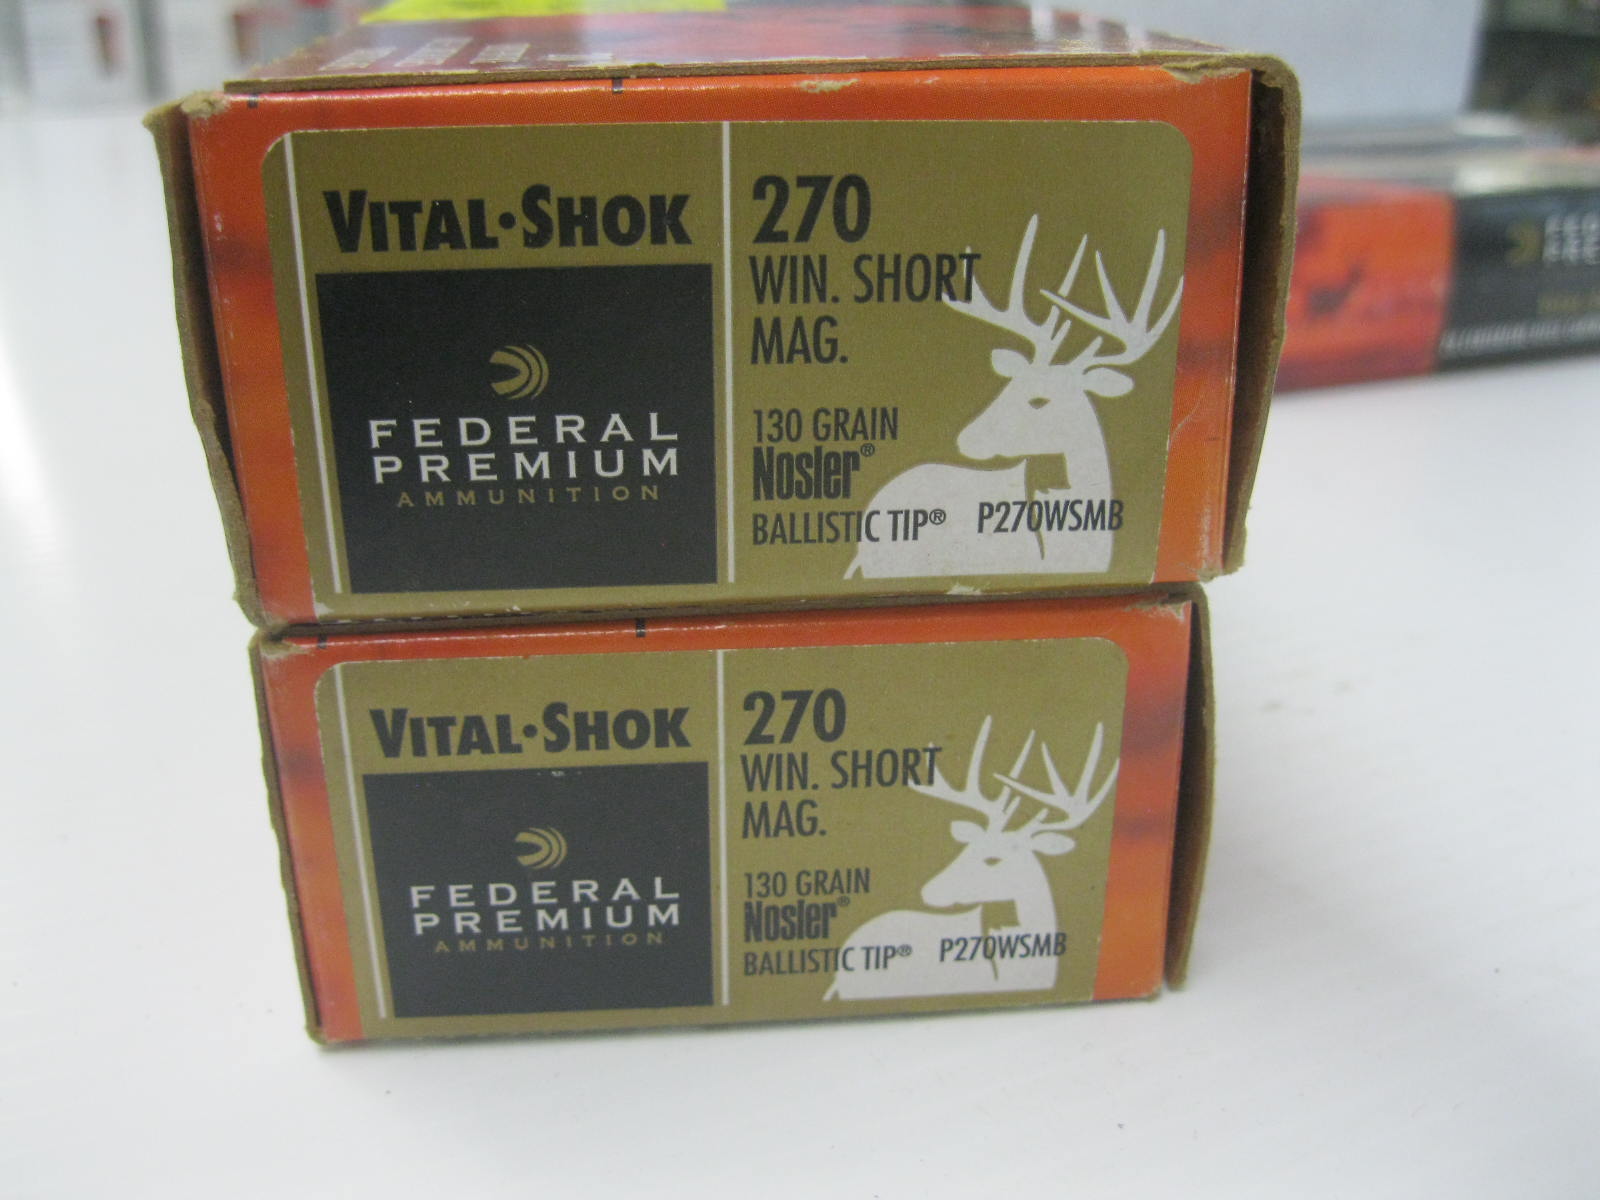 VITAL•SHOK
FEDERAL
PREMIUM
AMMUNITION
270
WIN. SHORT
MAG.
130 GRAIN
Nosler®
BALLISTIC TIP® P270WSMB
VITAL•SHOK
FEDERAL
PREMIUM
AMMUNITION
270
WIN. SHORT
MAG.
130 GRAIN
Nosler®
BALLISTIC TIP® P270WSMB